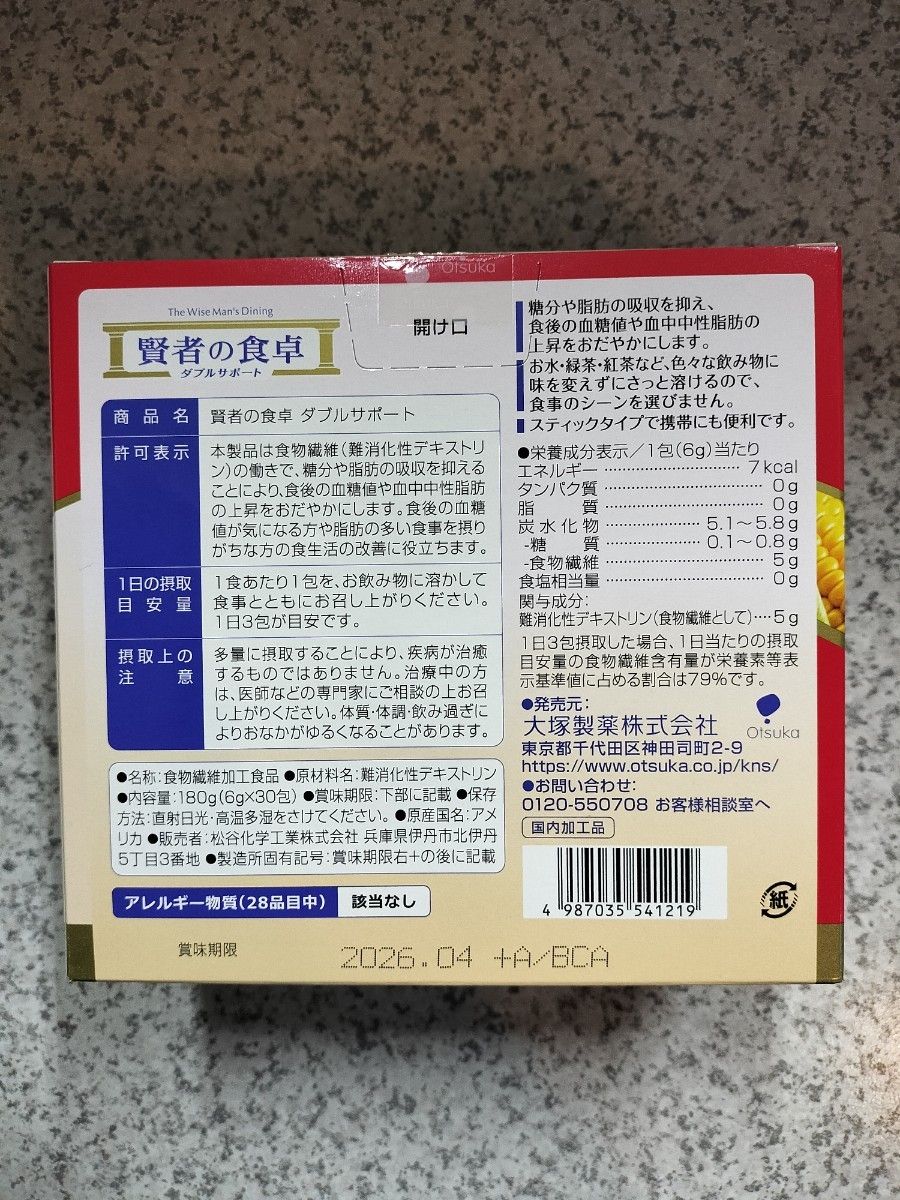 Otsuka
開け口
The Wise Man's Dining
賢者の食卓
ダブルサポート
商品名 賢者の食卓 ダブルサポート
許可表示 本製品は食物繊維(難消化性デキストリ
ン)の働きで、糖分や脂肪の吸収を抑える
ことにより、食後の血糖値や血中中性脂肪
の上昇をおだやかにします。食後の血糖
値が気になる方や脂肪の多い食事を摂り
がちな方の食生活の改善に役立ちます。
1日の摂取
目安量
1食あたり1包を、お飲み物に溶かして
食事とともにお召し上がりください。
1日3包が目安です。
摂取上の
注意
多量に摂取することにより、疾病が治癒
するものではありません。治療中の方
は、医師などの専門家にご相談の上お召
し上がりください。体質・体調・飲み過ぎに
よりおなかがゆるくなることがあります。
●名称:食物繊維加工食品 ●原材料名:難消化性デキストリン
●内容量:180g(6g×30包) ●賞味期限:下部に記載 ●保存
方法:直射日光・高温多湿をさけてください。●原産国名:アメ
リカ ●販売者:松谷化学工業株式会社 兵庫県伊丹市北伊丹
5丁目3番地 ●製造所固有記号:賞味期限右+の後に記載
アレルギー物質(28品目中) 該当なし
賞味期限 2026.04 +A/BCA
糖分や脂肪の吸収を抑え、
食後の血糖値や血中中性脂肪の
上昇をおだやかにします。
お水・緑茶・紅茶など、色々な飲み物に
味を変えずにさっと溶けるので、
食事のシーンを選びません。
スティックタイプで携帯にも便利です。
●栄養成分表示/1包(6g)当たり
エネルギー ………… 7kcal
タンパク質 ………… 0g
脂質 ………… 0g
炭水化物 ………… 5.1〜5.8g
-糖質 ………… 0.1〜0.8g
-食物繊維 ………… 5g
食塩相当量 ………… 0g
関与成分:
難消化性デキストリン(食物繊維として)‥‥5g
1日3包摂取した場合、1日当たりの摂取
目安量の食物繊維含有量が栄養素等表
示基準値に占める割合は79%です。
●発売元:
大塚製薬株式会社
Otsuka
東京都千代田区神田司町2-9
https://www.otsuka.co.jp/kns/
●お問い合わせ:
0120-550708 お客様相談室へ
国内加工品
4 987035 541219
紙